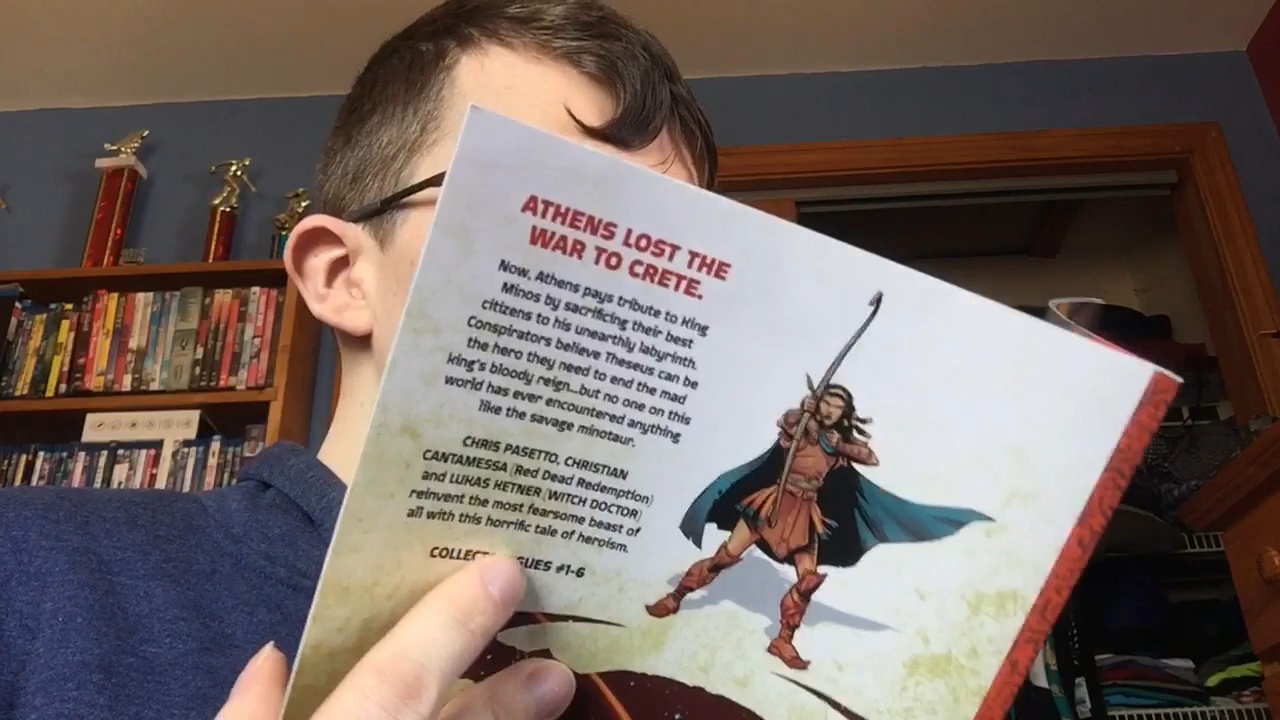 ATHENS LOST THE
WAR TO CRETE.
Now, Athens pays tribute to King
Minos by sacrificing their best
citizens to his unearthly labyrinth.
Conspirators believe Theseus can be
the hero they need to end the mad
king's bloody reign...but no one on this
world has ever encountered anything
like the savage minotaur.
CHRIS PASETTO, CHRISTIAN
CANTAMESSA (Red Dead Redemption)
and LUKAS KETNER (WITCH DOCTOR)
reinvent the most fearsome beast of
all with this horrific tale of heroism.
#1-6